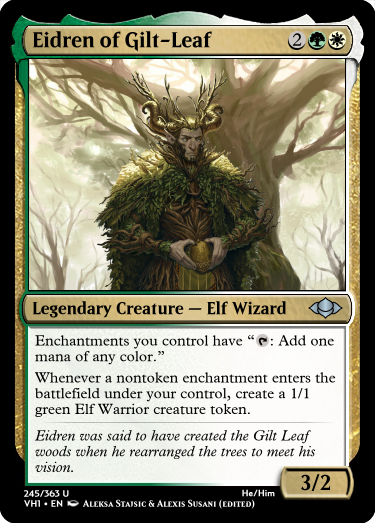 Eidren of Gilt-Leaf 2
Legendary Creature — Elf Wizard
Enchantments you control have “: Add one
mana of any color.”
Whenever a nontoken enchantment enters the
battlefield under your control, create a 1/1
green Elf Warrior creature token.
Eidren was said to have created the Gilt Leaf
woods when he rearranged the trees to meet his
vision.
3/2
245/363 U He/Him
VH1 • EN Aleksa Stajsic & Alexis Susani (edited)